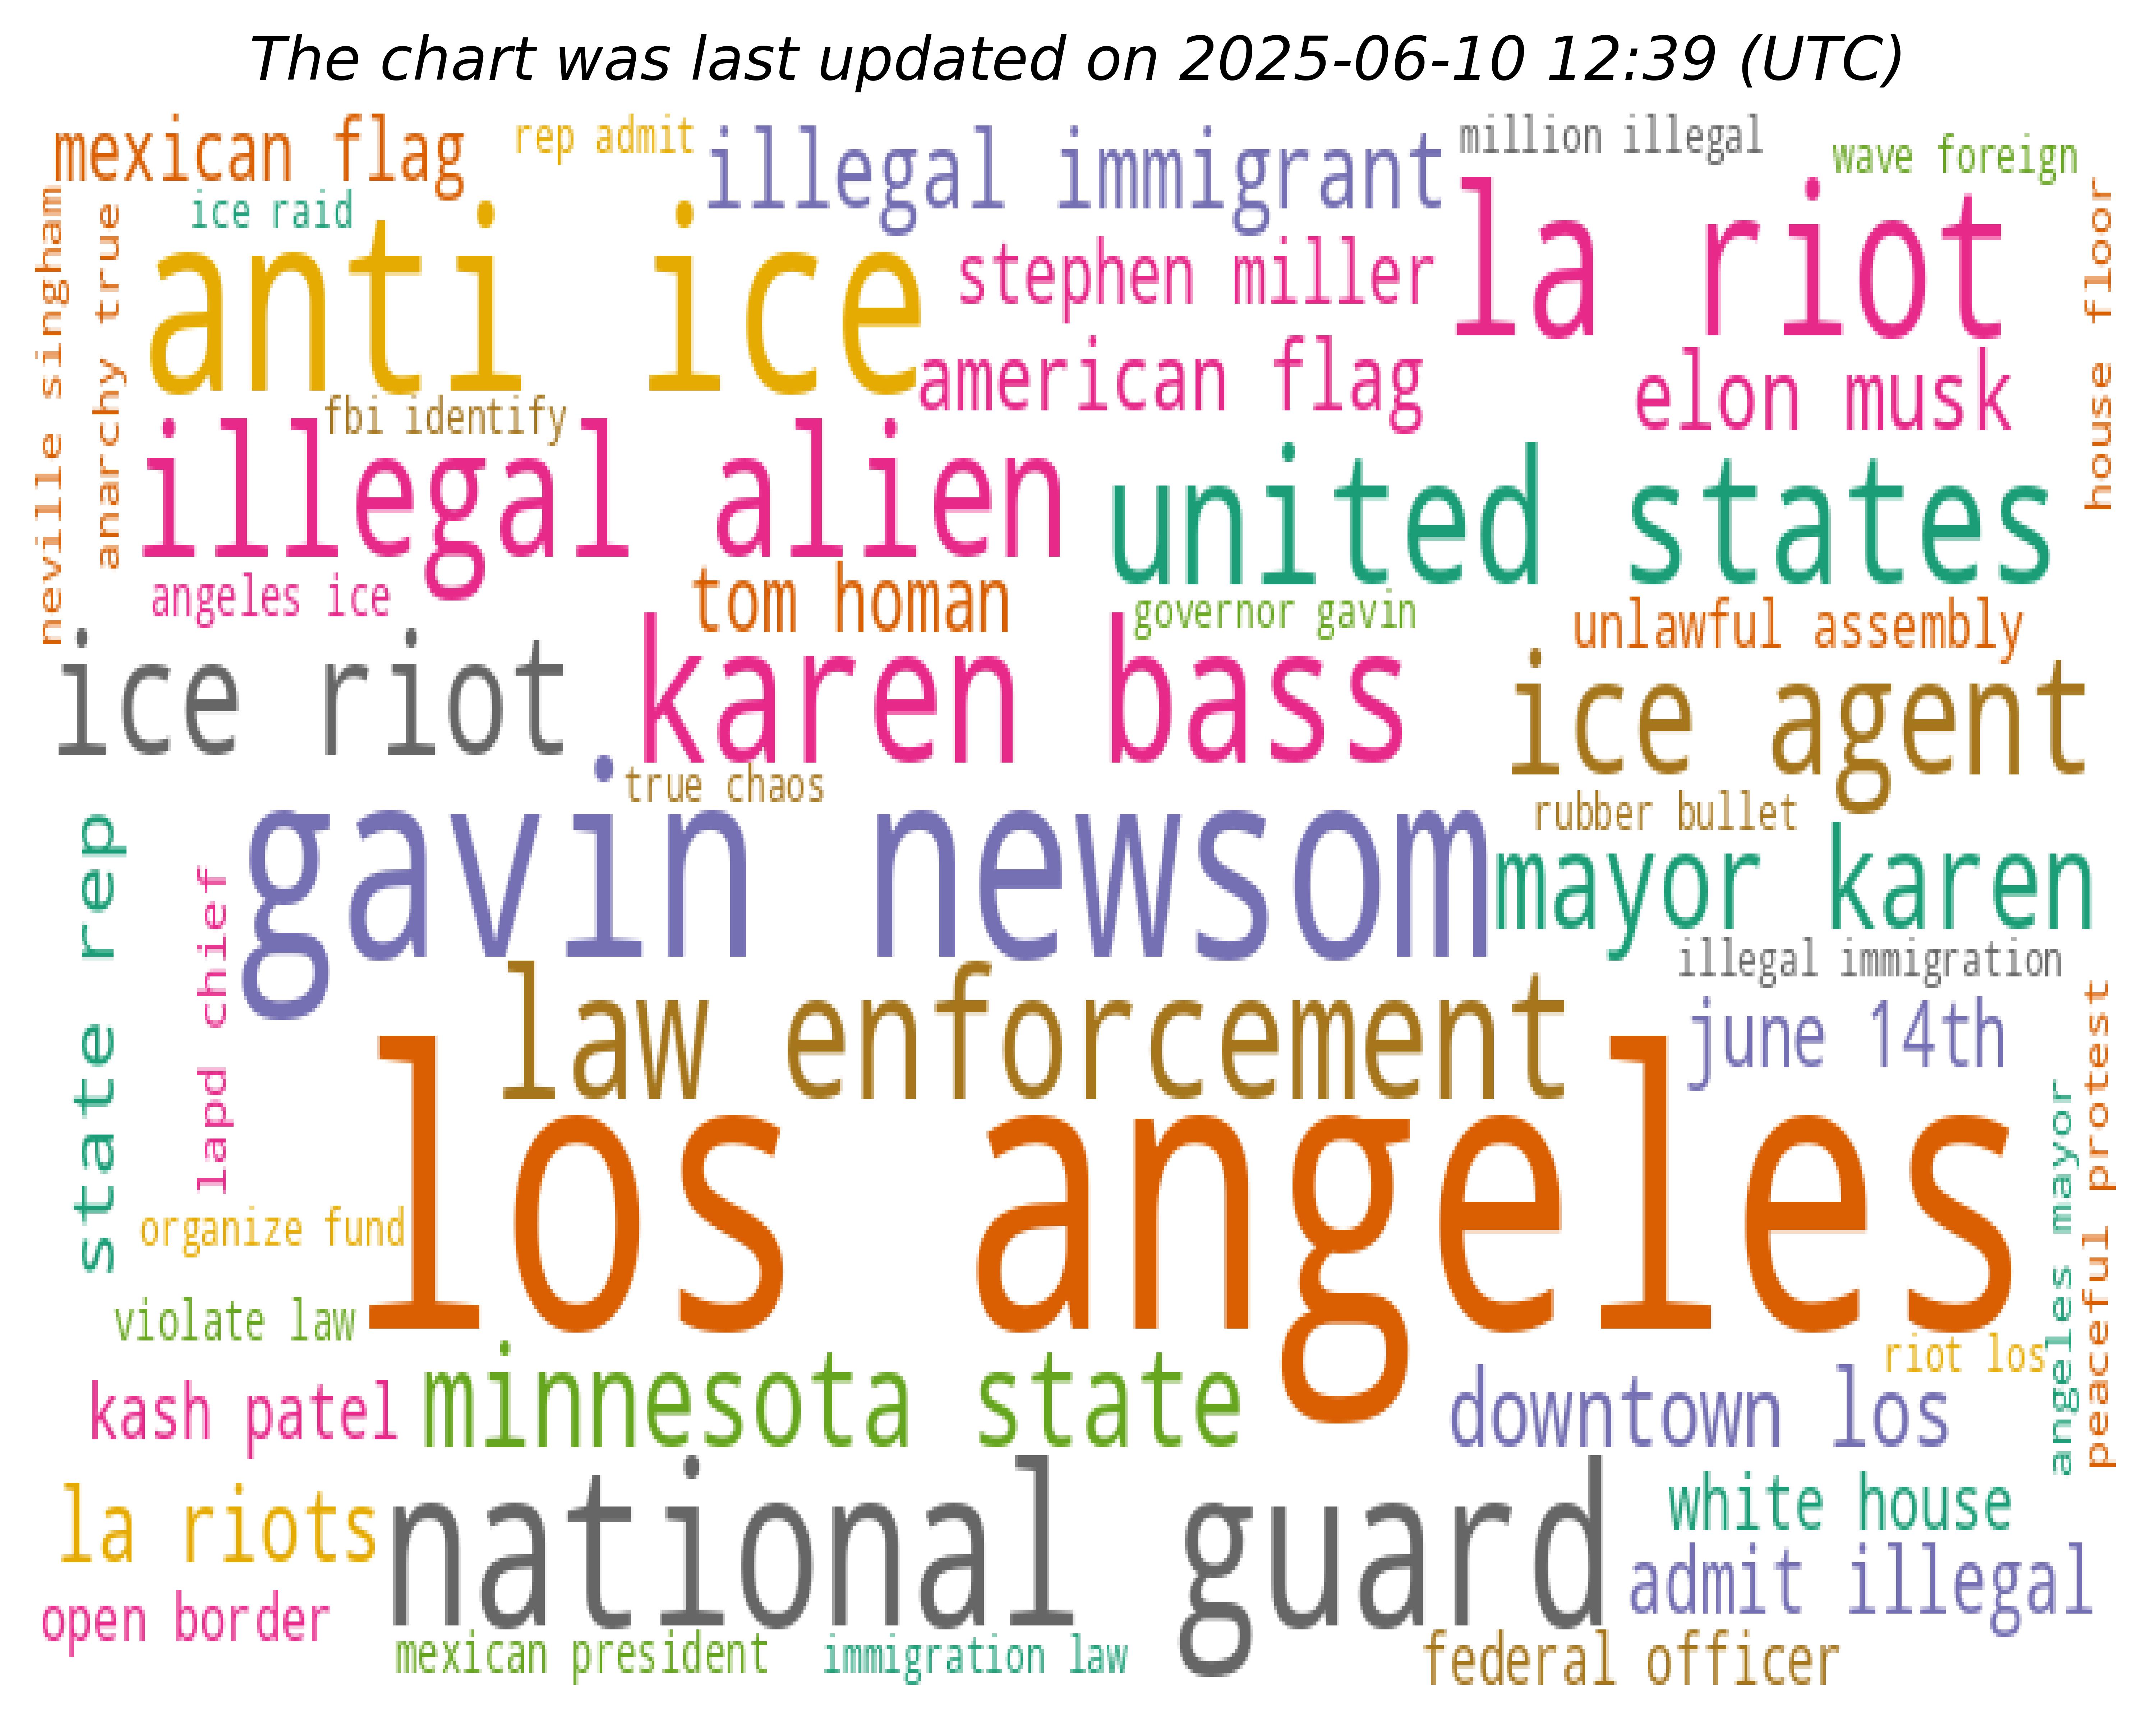 The chart was last updated on 2025-06-10 12:39 (UTC)
mexican flag
rep admit
illegal immigrant
million illegal
wave foreign
neville singham
anarchy true
ice raid
anti ice
stephen miller
la riot
house floor
american flag
elon musk
fbi identify
illegal alien
united states
angeles ice
tom homan
governor gavin
unlawful assembly
ice riot
karen bass
ice agent
true chaos
rubber bullet
state rep
lapd chief
gavin newsom
mayor karen
illegal immigration
law enforcement
june 14th
peaceful protest
angeles mayor
los angeles
organize fund
violate law
riot los
kash patel
minnesota state
downtown los
la riots
national guard
white house
admit illegal
open border
mexican president
immigration law
federal officer